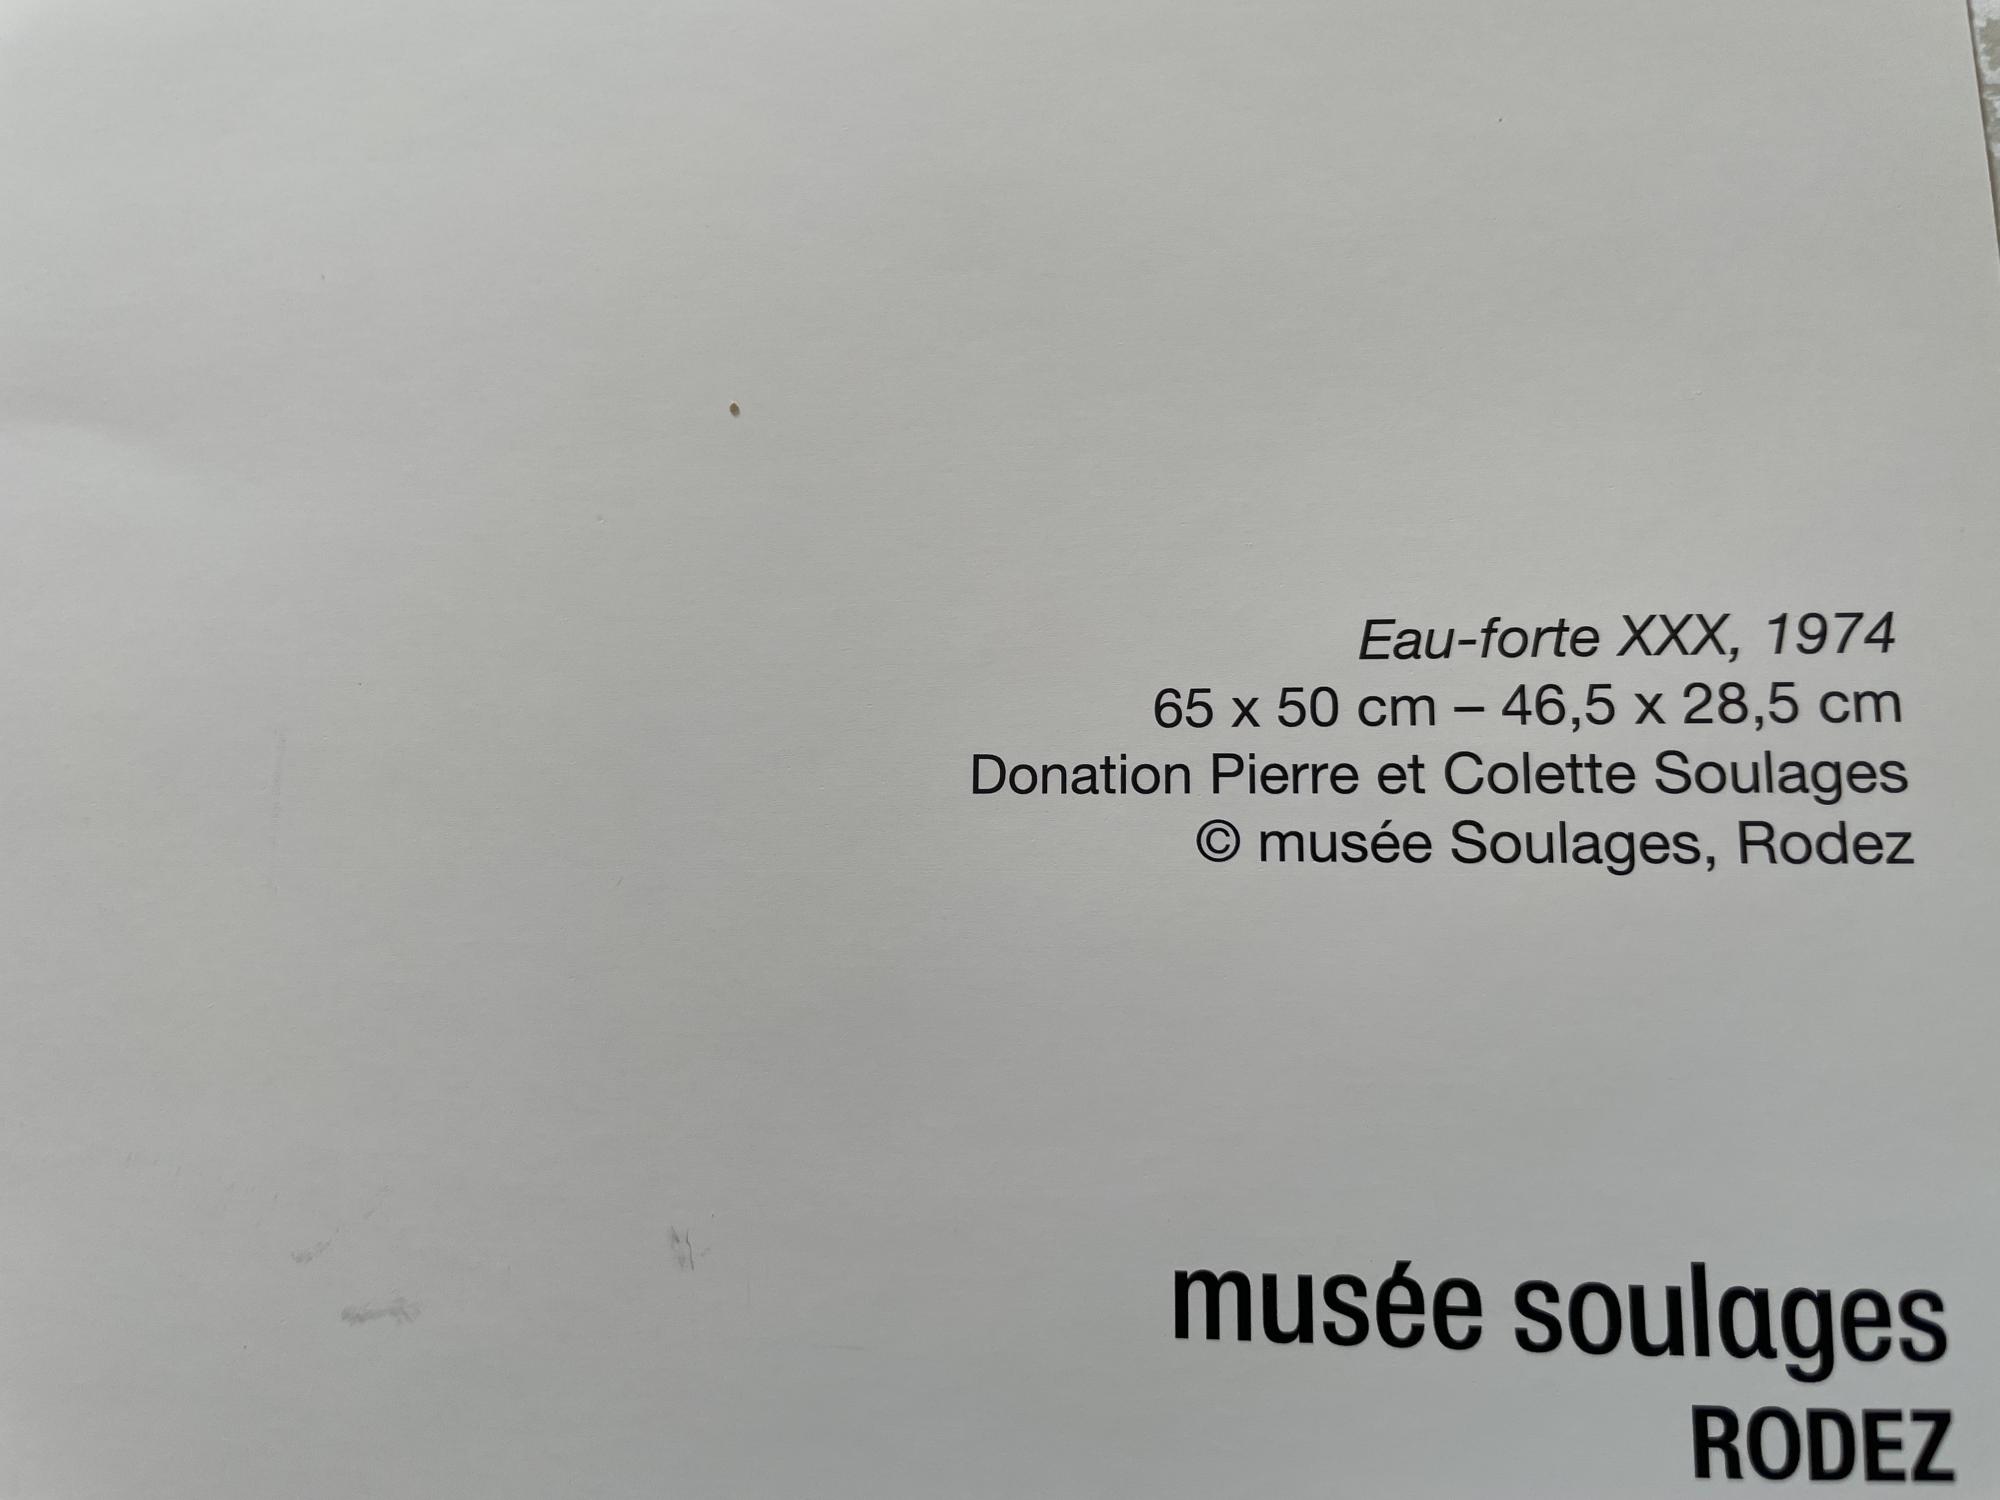 Eau-forte XXX, 1974
65 x 50 cm – 46,5 x 28,5 cm
Donation Pierre et Colette Soulages
© musée Soulages, Rodez
musée soulages
RODEZ